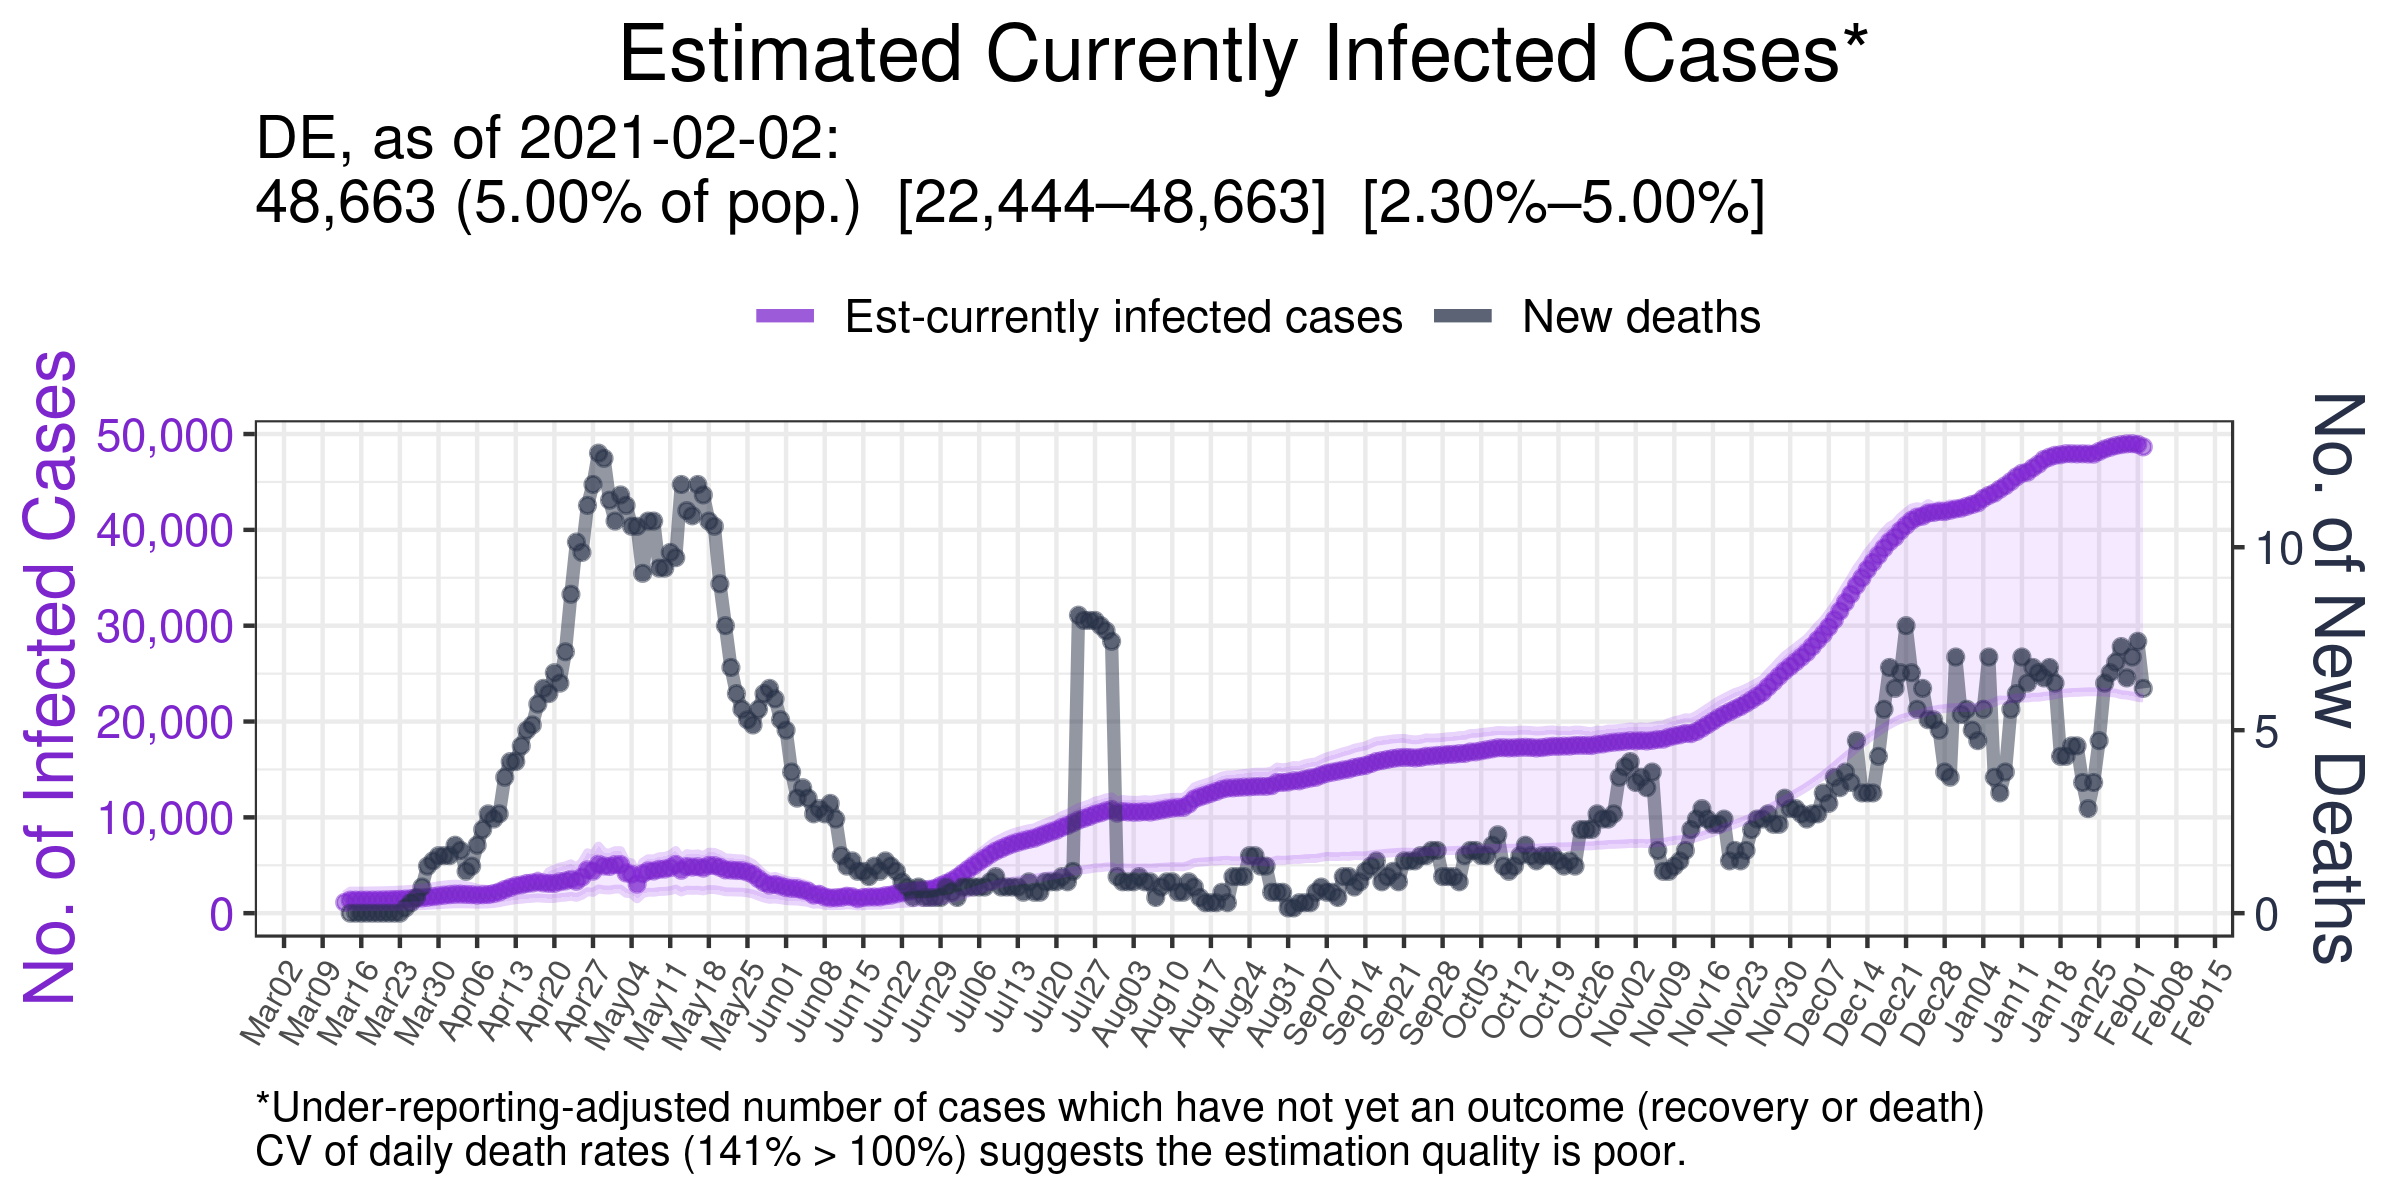 Estimated Currently Infected Cases*
DE, as of 2021-02-02:
48,663 (5.00% of pop.) [22,444–48,663] [2.30%–5.00%]
Est-currently infected cases New deaths
No. of Infected Cases
50,000
40,000
30,000
20,000
10,000
0
10
5
0
No. of New Deaths
Mar02 Mar09 Mar16 Mar23 Mar30 Apr06 Apr13 Apr20 Apr27 May04 May11 May18 May25 Jun01 Jun08 Jun15 Jun22 Jun29 Jul06 Jul13 Jul20 Jul27 Aug03 Aug10 Aug17 Aug24 Aug31 Sep07 Sep14 Sep21 Sep28 Oct05 Oct12 Oct19 Oct26 Nov02 Nov09 Nov16 Nov23 Nov30 Dec07 Dec14 Dec21 Dec28 Jan04 Jan11 Jan18 Jan25 Feb01 Feb08 Feb15
*Under-reporting-adjusted number of cases which have not yet an outcome (recovery or death)
CV of daily death rates (141% > 100%) suggests the estimation quality is poor.